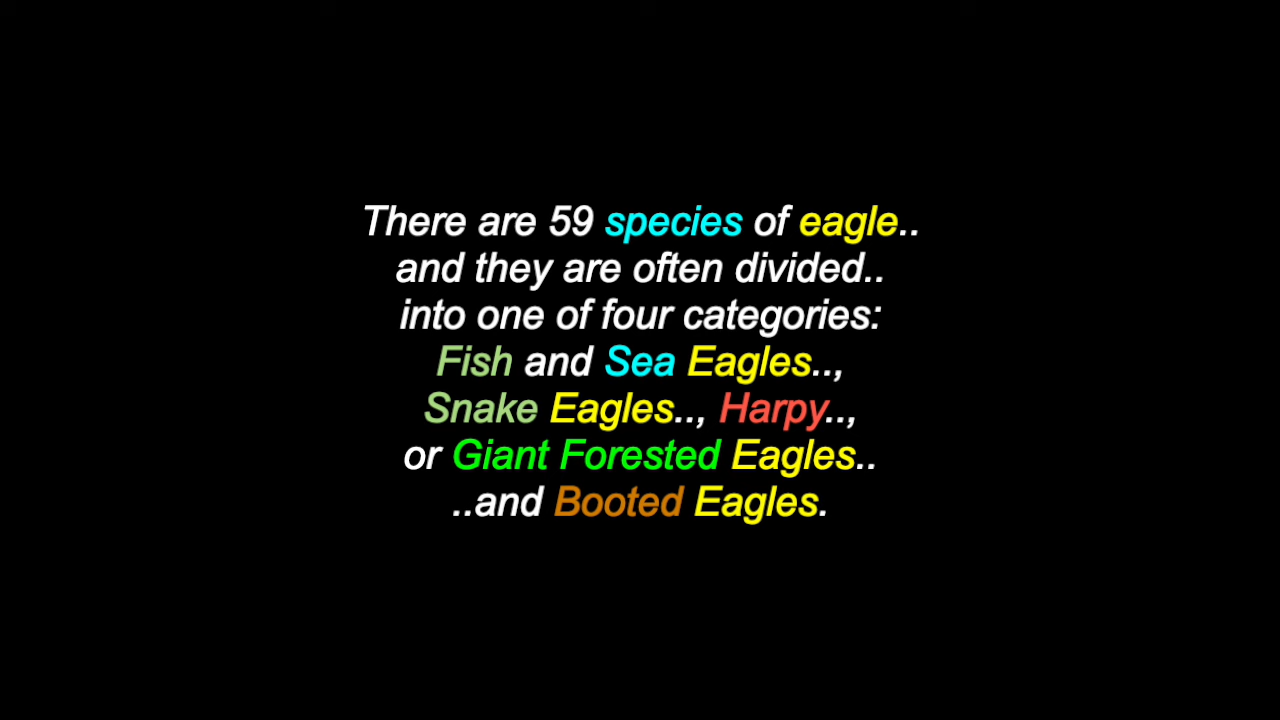 There are 59 species of eagle..
and they are often divided..
into one of four categories:
Fish and Sea Eagles..,
Snake Eagles.., Harpy..,
or Giant Forested Eagles..
..and Booted Eagles.